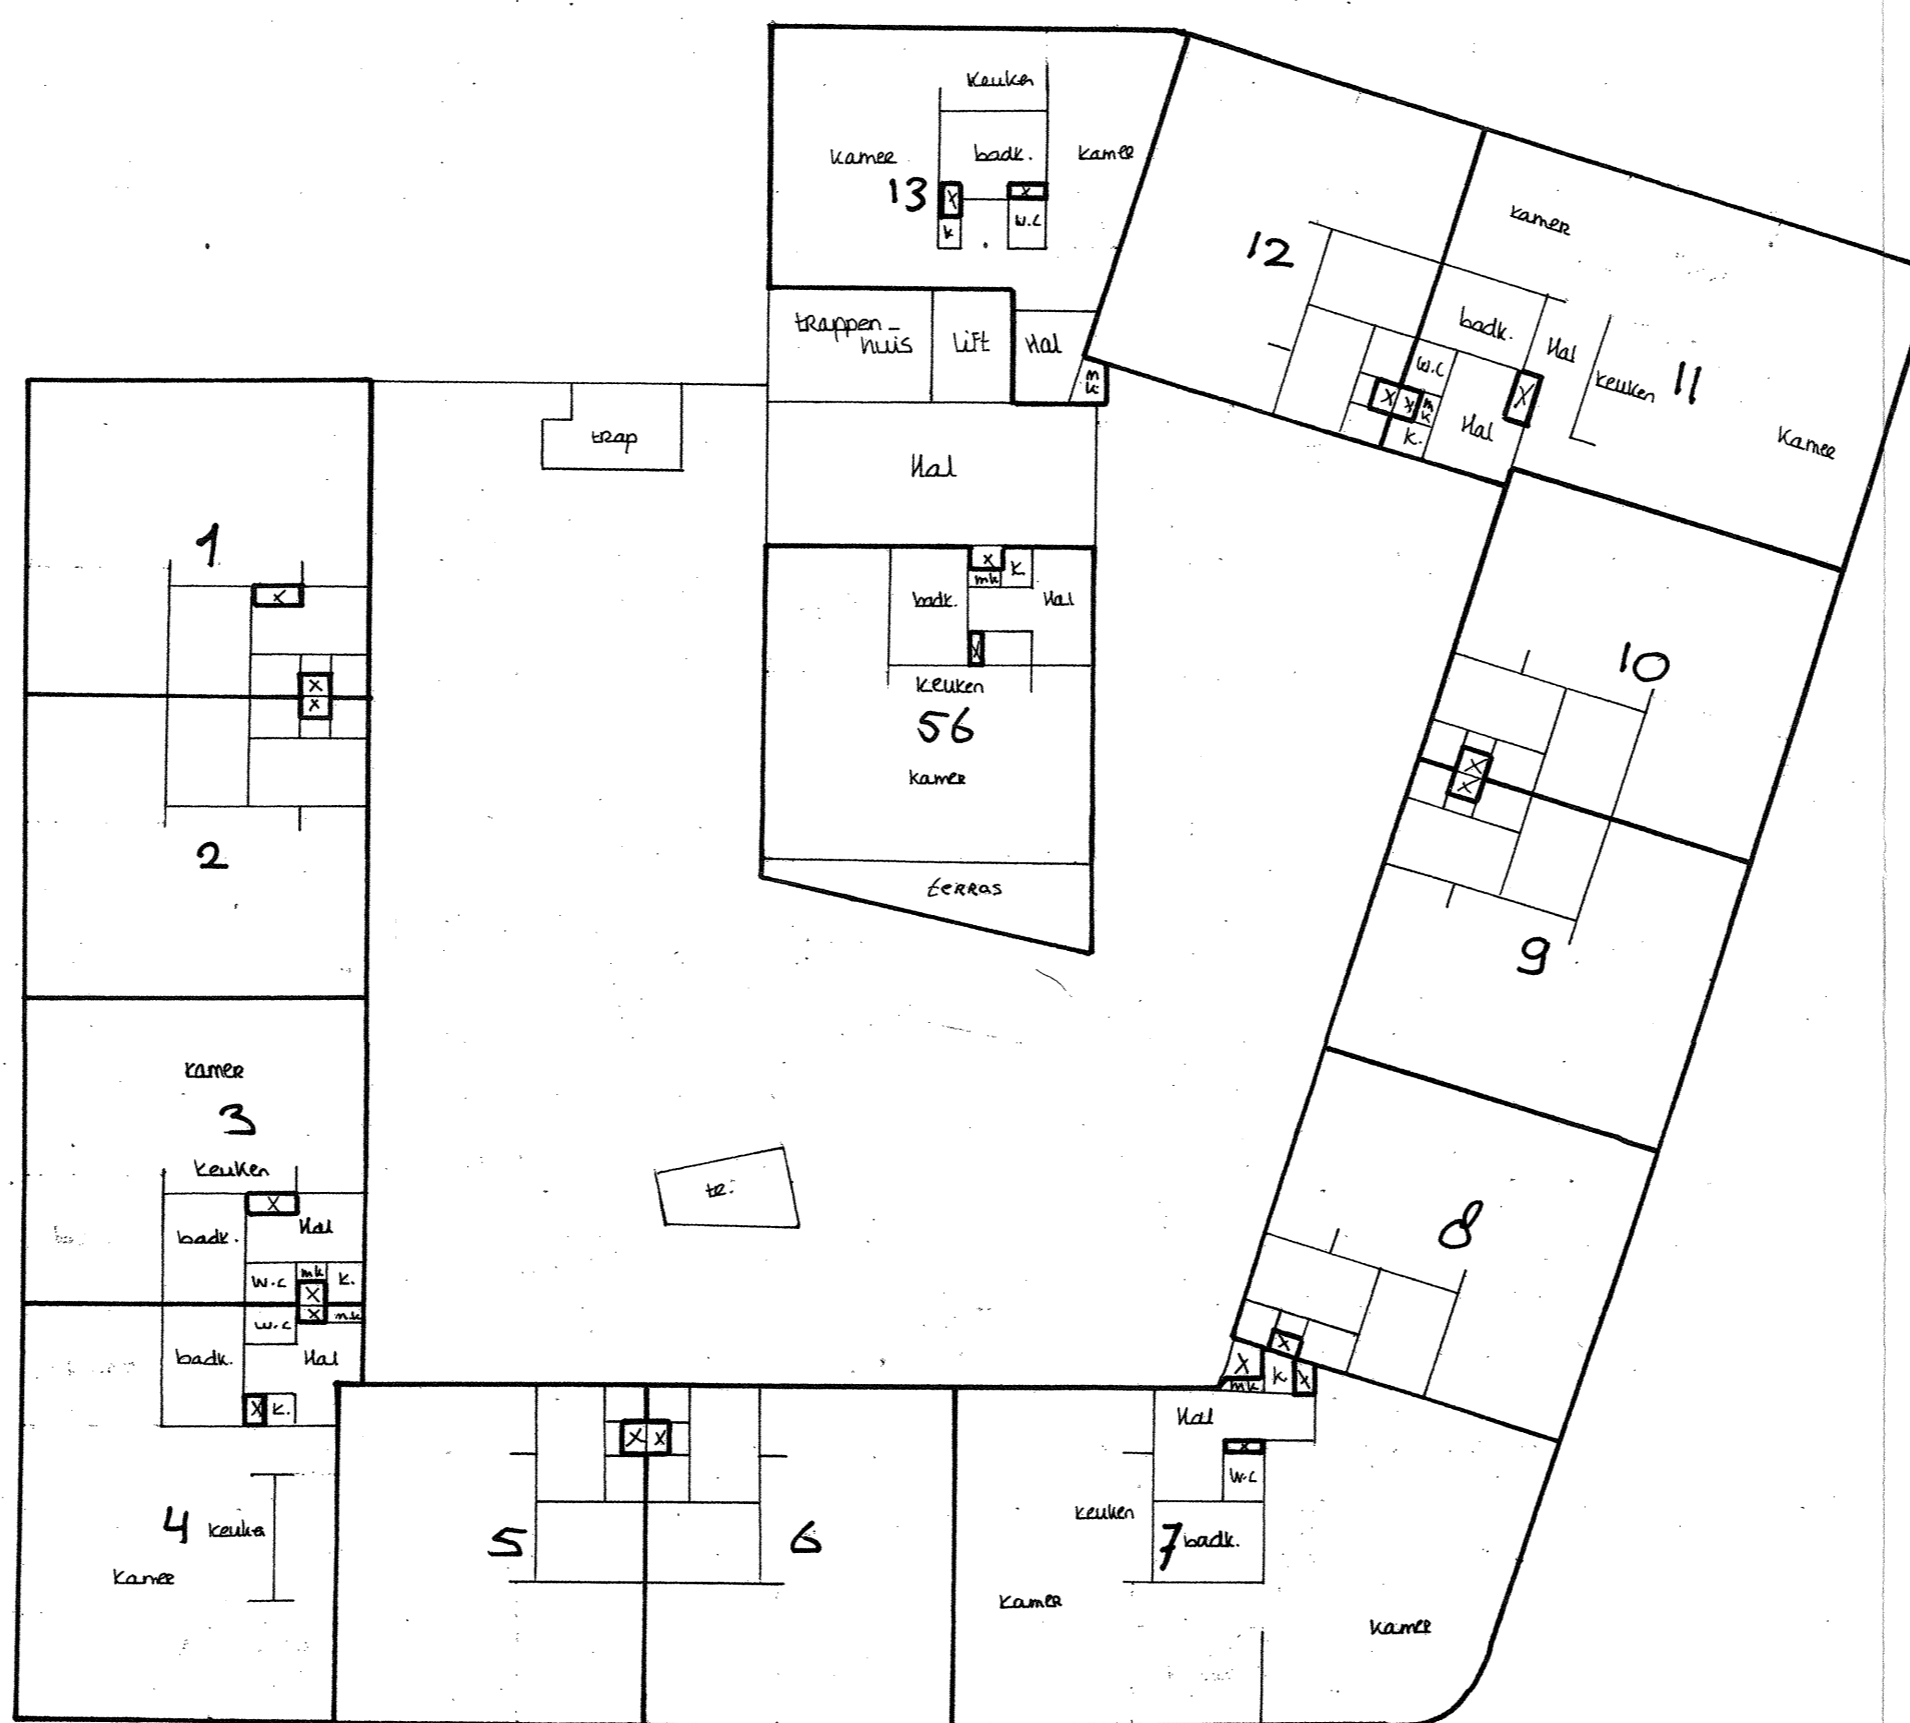 keuken
kamer
badk.
kamer
13
X
X
k
w.c
trappen-
huis
lift
Hal
mk
trap
Hal
kamer
12
badk.
Hal
w.c
keuken
11
X
X
mk
X
k.
Hal
kamer
1
X
X
X
2
X
k
mk
badk.
Hal
X
keuken
56
kamer
terras
10
X
X
9
kamer
3
keuken
X
badk.
Hal
w.c
mk
k.
X
X
w.c
m.k
badk.
Hal
X
k.
4
keuken
kamer
tr.
8
X
X
k
X
mk
Hal
X
X
X
w.c
keuken
5
6
7
badk.
kamer
kamer